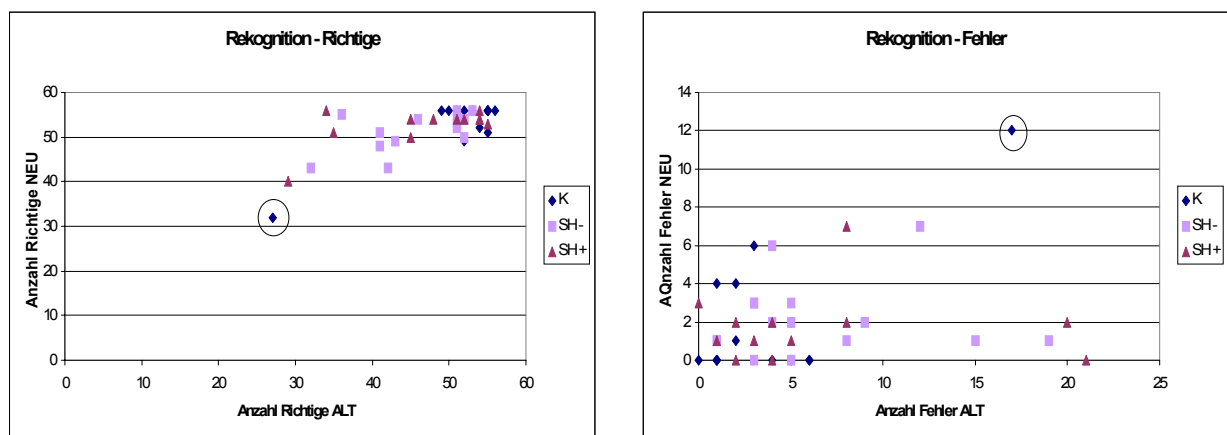 Rekognition - Richtige
Anzahl Richtige NEU
60
50
40
30
20
10
0
0 10 20 30 40 50 60
Anzahl Richtige ALT
K
SH-
SH+
Rekognition - Fehler
AQnzahl Fehler NEU
14
12
10
8
6
4
2
0
0 5 10 15 20 25
Anzahl Fehler ALT
K
SH-
SH+